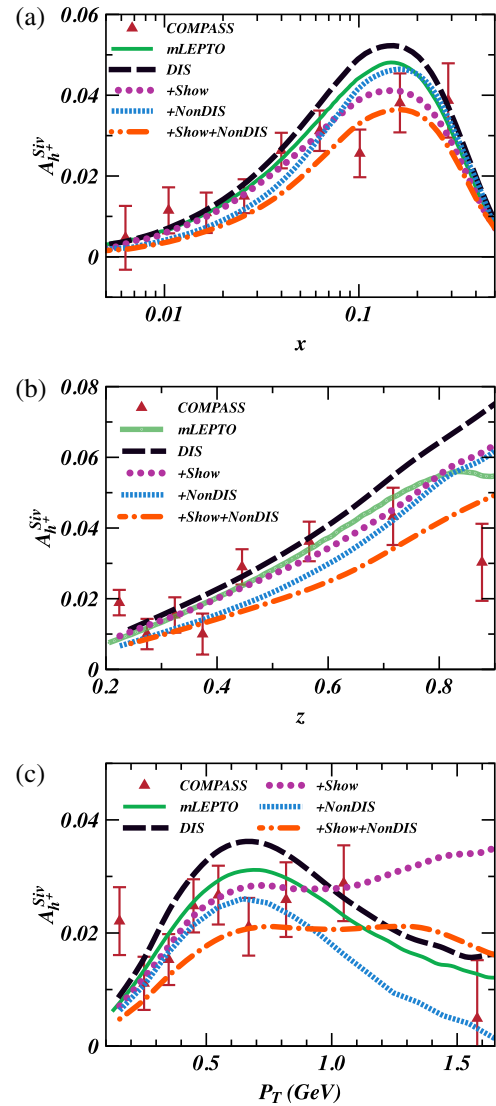 (a)
0.06
0.04
0.02
0
A_{h^+}^{Siv}
COMPASS
mLEPTO
DIS
+Show
+NonDIS
+Show+NonDIS
0.01 0.1
x
(b)
0.08
0.06
0.04
0.02
0
A_{h^+}^{Siv}
COMPASS
mLEPTO
DIS
+Show
+NonDIS
+Show+NonDIS
0.2 0.4 0.6 0.8
z
(c)
0.04
0.02
0
A_{h^+}^{Siv}
COMPASS +Show
mLEPTO +NonDIS
DIS +Show+NonDIS
0.5 1.0 1.5
P_T (GeV)